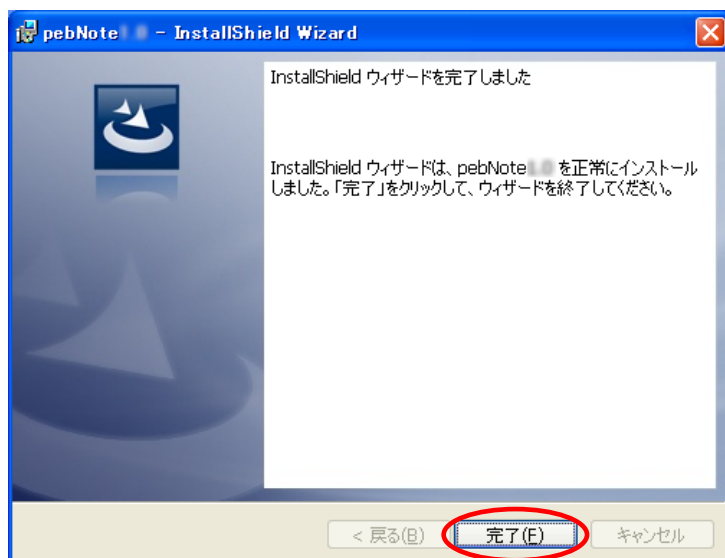 pebNote - InstallShield Wizard
InstallShield ウィザードを完了しました
InstallShield ウィザードは、pebNote を正常にインストール
しました。「完了」をクリックして、ウィザードを終了してください。
< 戻る(B)
完了(F)
キャンセル